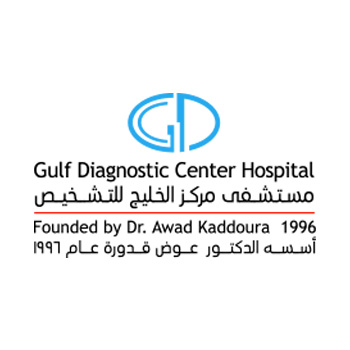 GD
Gulf Diagnostic Center Hospital
مستشفى مركز الخليج للتشخيص
Founded by Dr. Awad Kaddoura 1996
أسسه الدكتور عوض قدورة عام ١٩٩٦